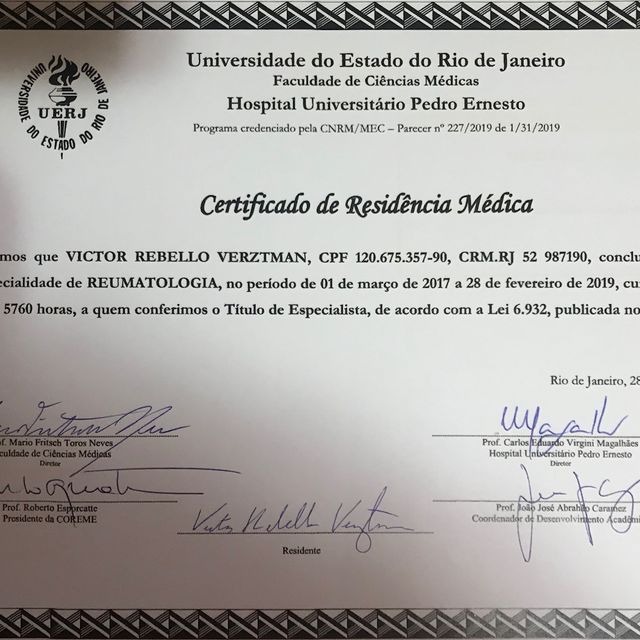 Universidade do Estado do Rio de Janeiro
Faculdade de Ciências Médicas
Hospital Universitário Pedro Ernesto
Programa credenciado pela CNRM/MEC – Parecer nº 227/2019 de 1/31/2019
UNIVERSIDADE DO ESTADO DO RIO DE JANEIRO
UERJ
Certificado de Residência Médica
mos que VICTOR REBELLO VERZTMAN, CPF 120.675.357-90, CRM.RJ 52 987190, conclu
pecialidade de REUMATOLOGIA, no período de 01 de março de 2017 a 28 de fevereiro de 2019, cu
5760 horas, a quem conferimos o Título de Especialista, de acordo com a Lei 6.932, publicada no
Rio de Janeiro, 28
of. Mario Fritsch Toros Neves
aculdade de Ciências Médicas
Diretor
Prof. Carlos Eduardo Virgini Magalhães
Hospital Universitário Pedro Ernesto
Diretor
Prof. Roberto Esporcatte
Presidente da COREME
Victor Rebello Verztman
Residente
Prof. João José Abrahão Caramez
Coordenador de Desenvolvimento Acadêmi